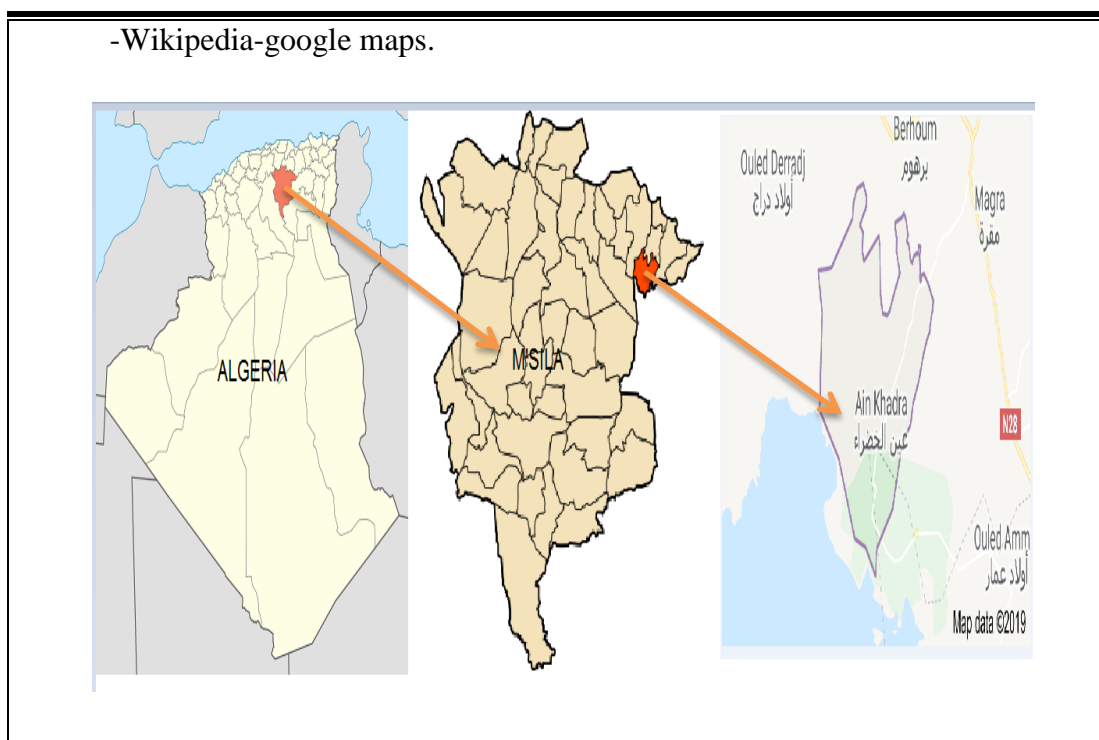 -Wikipedia-google maps.
ALGERIA
M'SILA
Berhoum
برهوم
Ouled Derradj
أولاد دراج
Magra
مقرة
Ain Khadra
عين الخضراء
N28
Ouled Amm
أولاد عمار
Map data ©2019